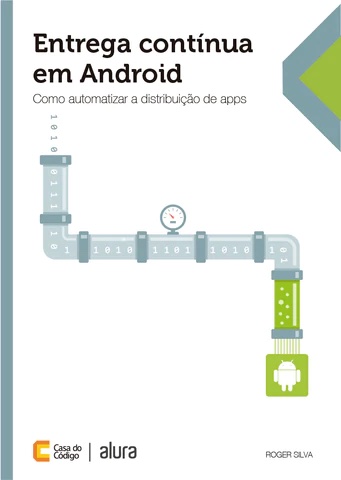 Entrega contínua
em Android
Como automatizar a distribuição de apps
1010
0111
10
1
1010
1101
1010
10
01
Casa do
Código
alura
ROGER SILVA